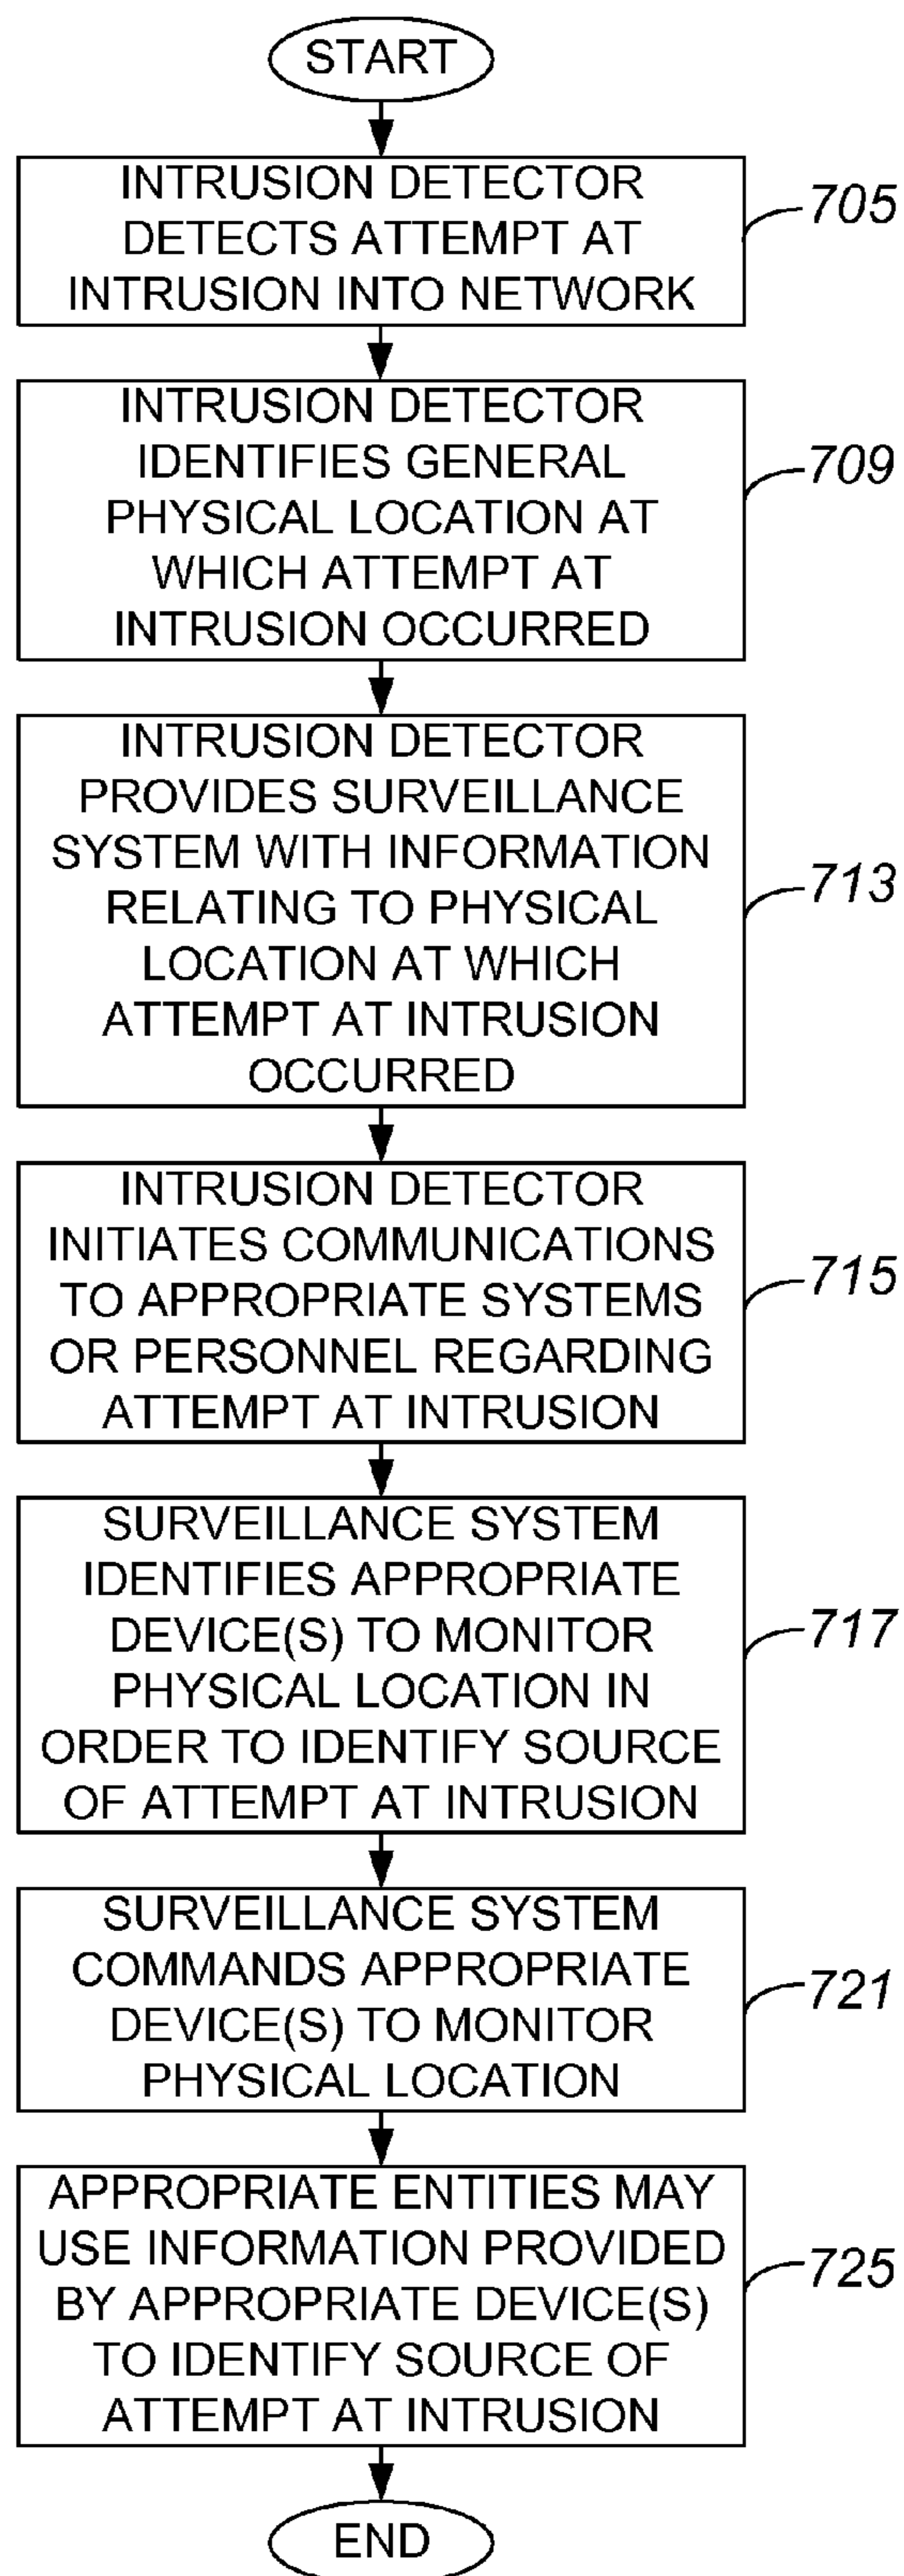 START
INTRUSION DETECTOR
DETECTS ATTEMPT AT
INTRUSION INTO NETWORK
705
INTRUSION DETECTOR
IDENTIFIES GENERAL
PHYSICAL LOCATION AT
WHICH ATTEMPT AT
INTRUSION OCCURRED
709
INTRUSION DETECTOR
PROVIDES SURVEILLANCE
SYSTEM WITH INFORMATION
RELATING TO PHYSICAL
LOCATION AT WHICH
ATTEMPT AT INTRUSION
OCCURRED
713
INTRUSION DETECTOR
INITIATES COMMUNICATIONS
TO APPROPRIATE SYSTEMS
OR PERSONNEL REGARDING
ATTEMPT AT INTRUSION
715
SURVEILLANCE SYSTEM
IDENTIFIES APPROPRIATE
DEVICE(S) TO MONITOR
PHYSICAL LOCATION IN
ORDER TO IDENTIFY SOURCE
OF ATTEMPT AT INTRUSION
717
SURVEILLANCE SYSTEM
COMMANDS APPROPRIATE
DEVICE(S) TO MONITOR
PHYSICAL LOCATION
721
APPROPRIATE ENTITIES MAY
USE INFORMATION PROVIDED
BY APPROPRIATE DEVICE(S)
TO IDENTIFY SOURCE OF
ATTEMPT AT INTRUSION
725
END